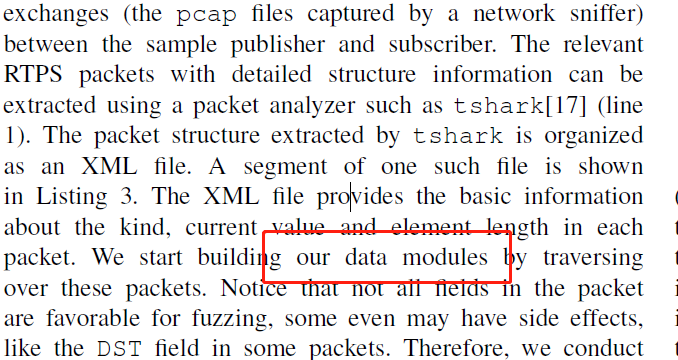 exchanges (the pcap files captured by a network sniffer)
between the sample publisher and subscriber. The relevant
RTPS packets with detailed structure information can be
extracted using a packet analyzer such as tshark[17] (line
1). The packet structure extracted by tshark is organized
as an XML file. A segment of one such file is shown
in Listing 3. The XML file provides the basic information
about the kind, current value and element length in each
packet. We start building our data modules by traversing
over these packets. Notice that not all fields in the packet
are favorable for fuzzing, some even may have side effects,
like the DST field in some packets. Therefore, we conduct